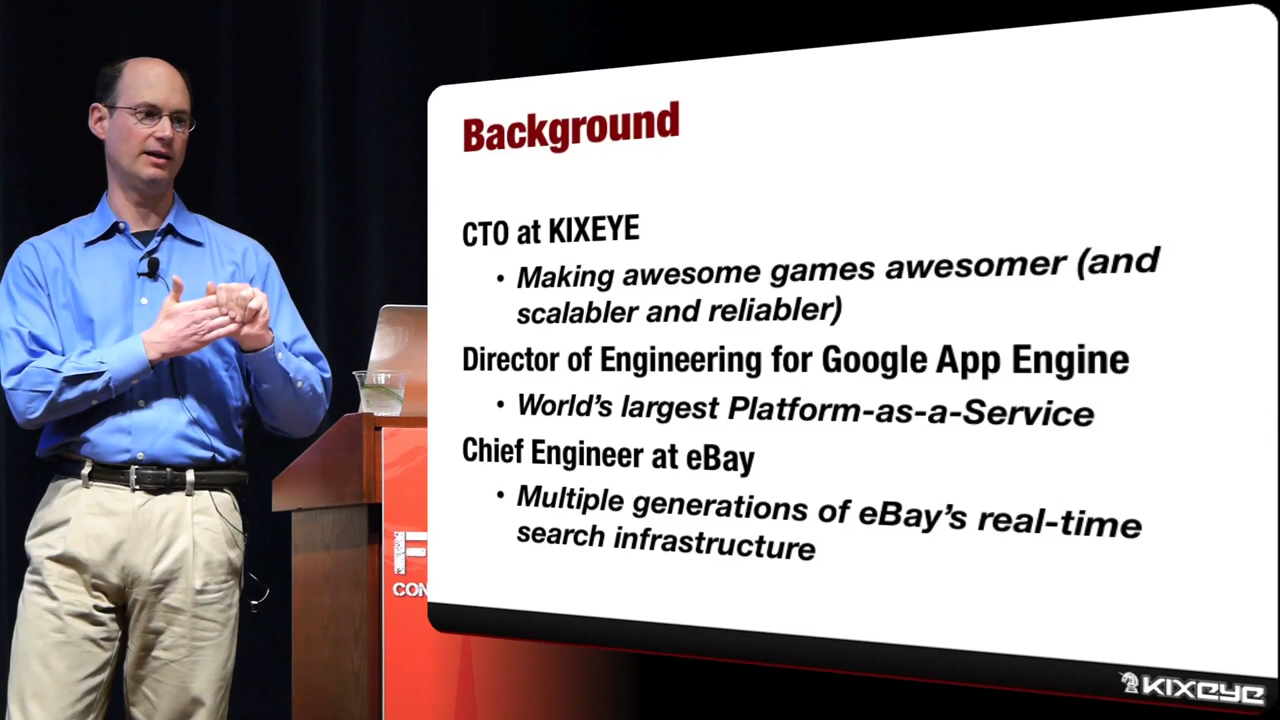 Background
CTO at KIXEYE
• Making awesome games awesomer (and
scalabler and reliabler)
Director of Engineering for Google App Engine
• World's largest Platform-as-a-Service
Chief Engineer at eBay
• Multiple generations of eBay's real-time
search infrastructure
KIXEYE